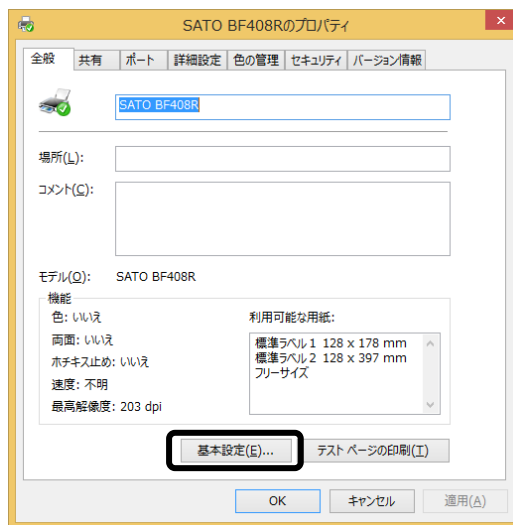 SATO BF408Rのプロパティ
全般 共有 ポート 詳細設定 色の管理 セキュリティ バージョン情報
SATO BF408R
場所(L):
コメント(C):
モデル(O): SATO BF408R
機能
色: いいえ
両面: いいえ
ホチキス止め: いいえ
速度: 不明
最高解像度: 203 dpi
利用可能な用紙:
標準ラベル1 128 x 178 mm
標準ラベル2 128 x 397 mm
フリーサイズ
基本設定(E)... テスト ページの印刷(T)
OK キャンセル 適用(A)